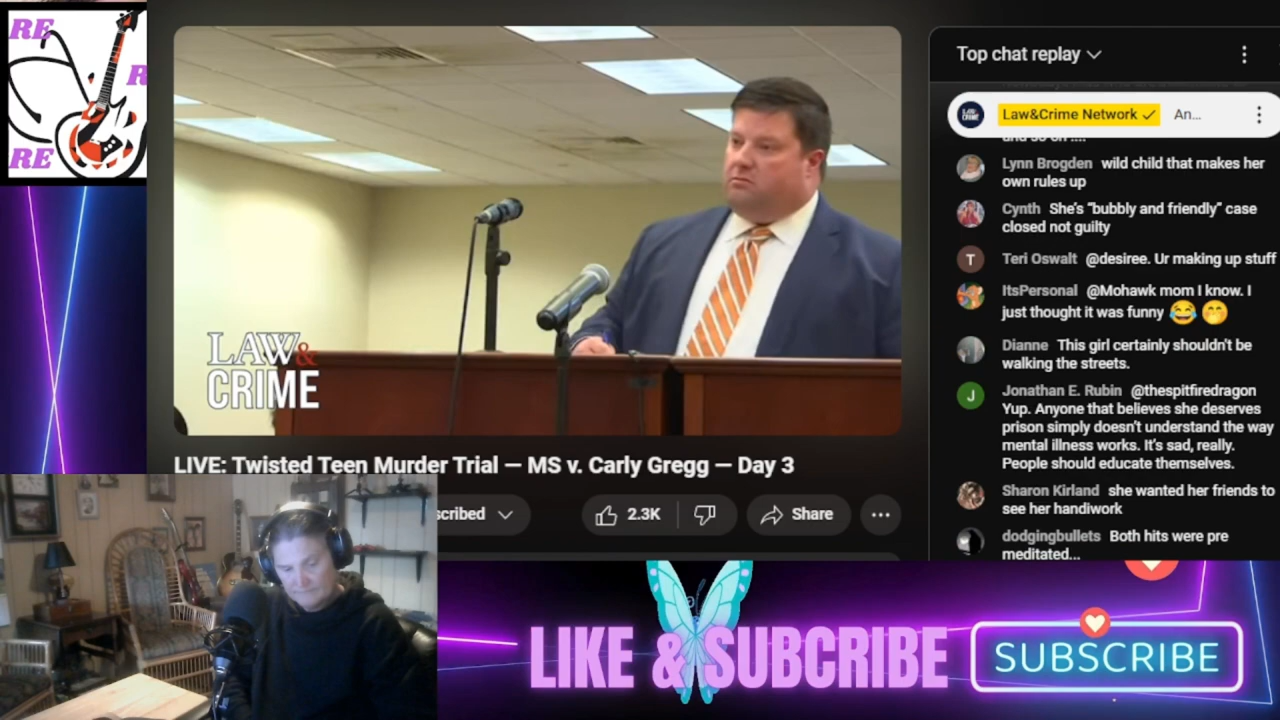 RE
R
RE
LAW&
CRIME
LIVE: Twisted Teen Murder Trial — MS v. Carly Gregg — Day 3
scribed
2.3K
Share
Top chat replay
Law&Crime Network An...
and so on ....
Lynn Brogden wild child that makes her
own rules up
Cynth She's "bubbly and friendly" case
closed not guilty
T Teri Oswalt @desiree. Ur making up stuff
ItsPersonal @Mohawk mom I know. I
just thought it was funny 😂 🤭
Dianne This girl certainly shouldn't be
walking the streets.
J Jonathan E. Rubin @thespitfiredragon
Yup. Anyone that believes she deserves
prison simply doesn't understand the way
mental illness works. It's sad, really.
People should educate themselves.
Sharon Kirland she wanted her friends to
see her handiwork
dodgingbullets Both hits were pre
meditated...
LIKE & SUBCRIBE
SUBSCRIBE